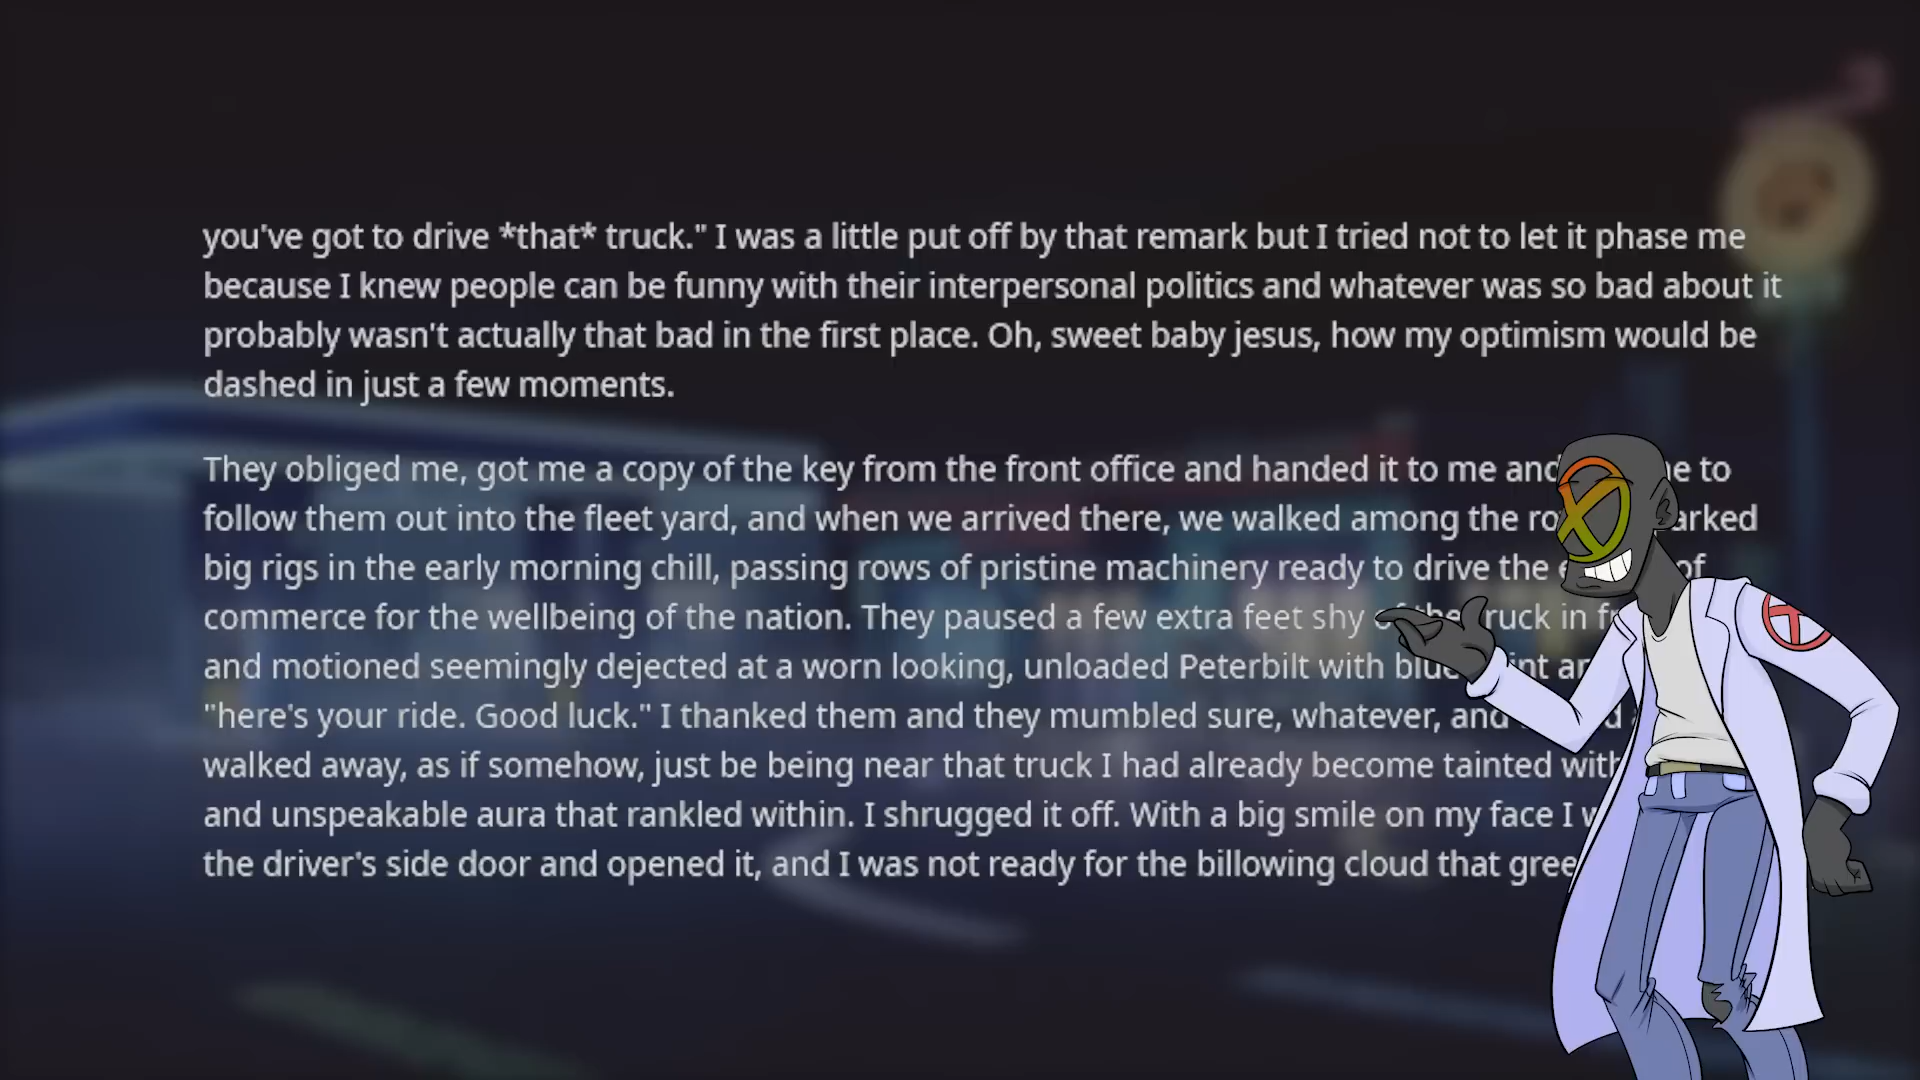 you've got to drive *that* truck." I was a little put off by that remark but I tried not to let it phase me
because I knew people can be funny with their interpersonal politics and whatever was so bad about it
probably wasn't actually that bad in the first place. Oh, sweet baby jesus, how my optimism would be
dashed in just a few moments.
They obliged me, got me a copy of the key from the front office and handed it to me and to
follow them out into the fleet yard, and when we arrived there, we walked among the
big rigs in the early morning chill, passing rows of pristine machinery ready to drive the of
commerce for the wellbeing of the nation. They paused a few extra feet shy in
and motioned seemingly dejected at a worn looking, unloaded Peterbilt with
"here's your ride. Good luck." I thanked them and they mumbled sure, whatever, and
walked away, as if somehow, just be being near that truck I had already become tainted with
and unspeakable aura that rankled within. I shrugged it off. With a big smile on my face I
the driver's side door and opened it, and I was not ready for the billowing cloud that